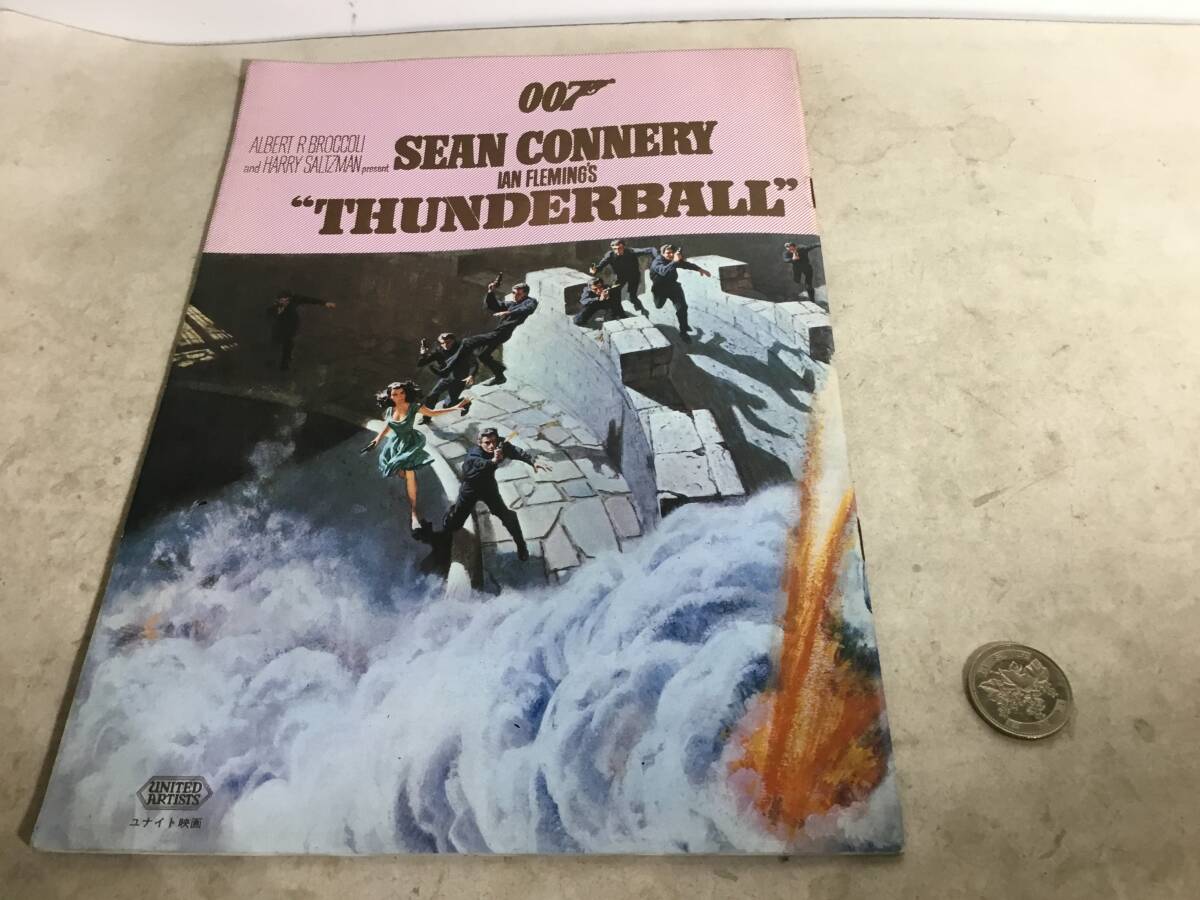 007
ALBERT R BROCCOLI
and HARRY SALTZMAN present
SEAN CONNERY
IAN FLEMING'S
"THUNDERBALL"
UNITED
ARTISTS
ユナイト映画